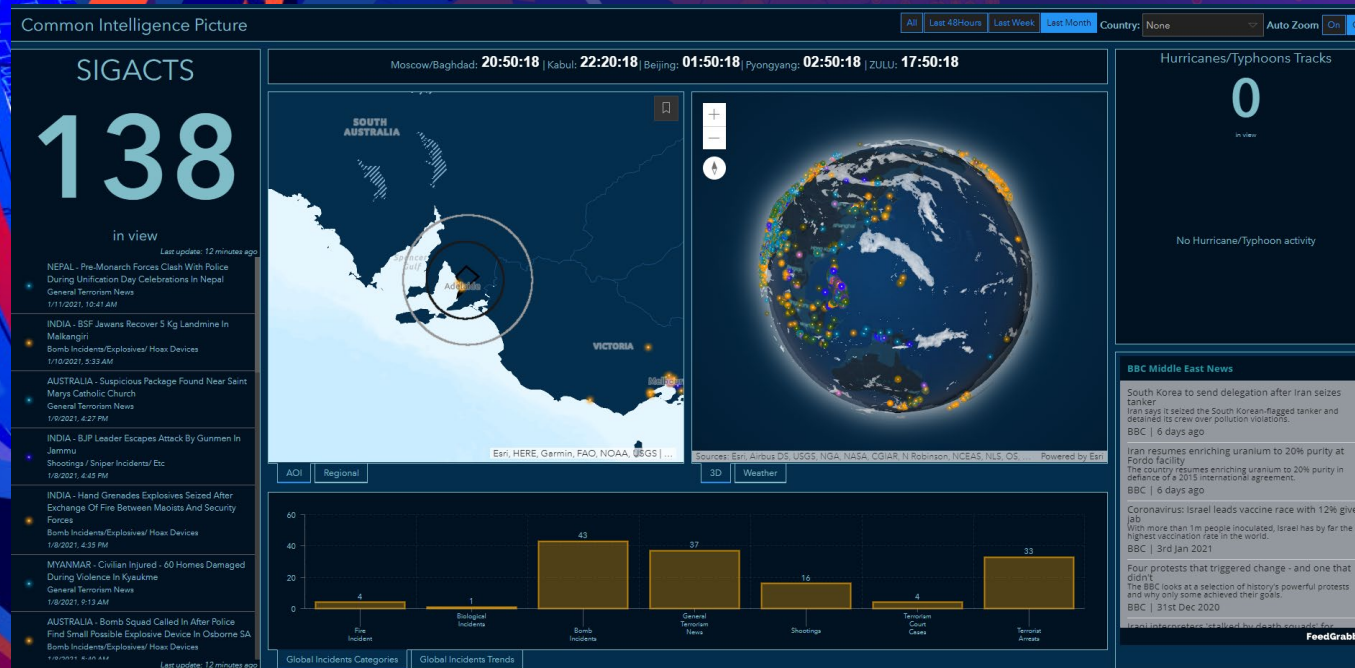 Common Intelligence Picture
All
Last 48Hours
Last Week
Last Month
Country:
None
Auto Zoom
On
SIGACTS
138
in view
Last update: 12 minutes ago
NEPAL - Pre-Monarch Forces Clash With Police
During Unification Day Celebrations In Nepal
General Terrorism News
1/11/2021, 10:41 AM
INDIA - BSF Jawans Recover 5 Kg Landmine In
Malkangiri
Bomb Incidents/Explosives/ Hoax Devices
1/10/2021, 5:33 AM
AUSTRALIA - Suspicious Package Found Near Saint
Marys Catholic Church
General Terrorism News
1/9/2021, 4:27 PM
INDIA - BJP Leader Escapes Attack By Gunmen In
Jammu
Shootings / Sniper Incidents/ Etc
1/8/2021, 4:45 PM
INDIA - Hand Grenades Explosives Seized After
Exchange Of Fire Between Maoists And Security
Forces
Bomb Incidents/Explosives/ Hoax Devices
1/8/2021, 4:35 PM
MYANMAR - Civilian Injured - 60 Homes Damaged
During Violence In Kyaukme
General Terrorism News
1/8/2021, 9:13 AM
AUSTRALIA - Bomb Squad Called In After Police
Find Small Possible Explosive Device In Osborne SA
Bomb Incidents/Explosives/ Hoax Devices
1/8/2021, 5:40 AM
Last update: 12 minutes ago
Moscow/Baghdad: 20:50:18 | Kabul: 22:20:18 | Beijing: 01:50:18 | Pyongyang: 02:50:18 | ZULU: 17:50:18
SOUTH
AUSTRALIA
Spencer
Gulf
Adelaide
VICTORIA
Esri, HERE, Garmin, FAO, NOAA, USGS | ...
AOI
Regional
Sources: Esri, Airbus DS, USGS, NGA, NASA, CGIAR, N Robinson, NCEAS, NLS, OS, ...
Powered by Esri
3D
Weather
60
40
20
0
4
1
43
37
16
4
33
Fire
Incident
Biological
Incidents
Bomb
Incidents
General
Terrorism
News
Shootings
Terrorism
Court
Cases
Terrorist
Arrests
Global Incidents Categories
Global Incidents Trends
Hurricanes/Typhoons Tracks
0
in view
No Hurricane/Typhoon activity
BBC Middle East News
South Korea to send delegation after Iran seizes
tanker
Iran says it seized the South Korean-flagged tanker and
detained its crew over pollution violations.
BBC | 6 days ago
Iran resumes enriching uranium to 20% purity at
Fordo facility
The country resumes enriching uranium to 20% purity in
defiance of a 2015 international agreement.
BBC | 6 days ago
Coronavirus: Israel leads vaccine race with 12% give
jab
With more than 1m people inoculated, Israel has by far the
highest vaccination rate in the world.
BBC | 3rd Jan 2021
Four protests that triggered change - and one that
didn't
The BBC looks at a selection of history's powerful protests
and why only some achieved their goals.
BBC | 31st Dec 2020
Irani interpreters 'stalked by death squads' for
FeedGrabb